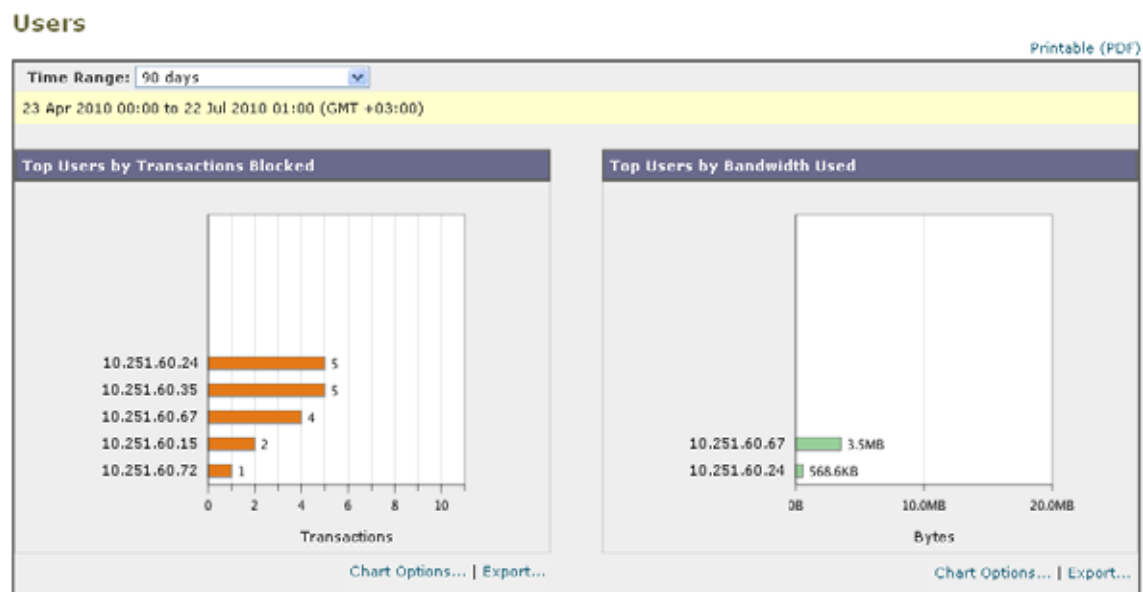 Users
Printable (PDF)
Time Range: 90 days
23 Apr 2010 00:00 to 22 Jul 2010 01:00 (GMT +03:00)
Top Users by Transactions Blocked
10.251.60.24 5
10.251.60.35 5
10.251.60.67 4
10.251.60.15 2
10.251.60.72 1
0 2 4 6 8 10
Transactions
Chart Options... | Export...
Top Users by Bandwidth Used
10.251.60.67 3.5MB
10.251.60.24 568.6KB
0B 10.0MB 20.0MB
Bytes
Chart Options... | Export...